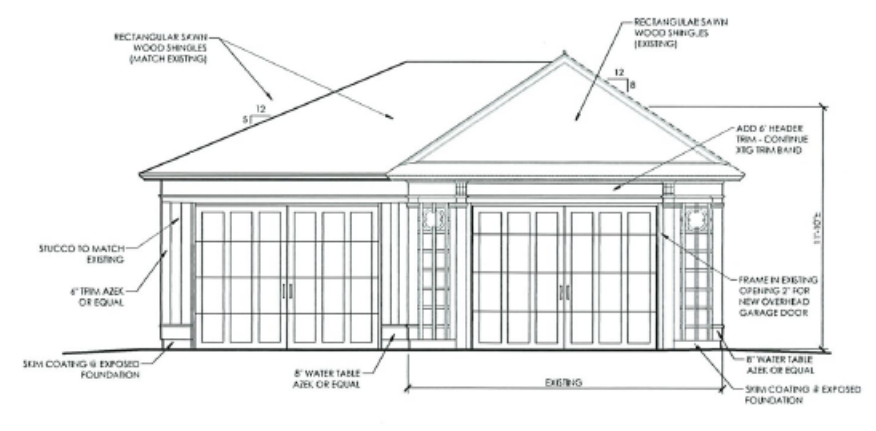 RECTANGULAR SAWN
WOOD SHINGLES
(MATCH EXISTING)
RECTANGULAR SAWN
WOOD SHINGLES
(EXISTING)
12
5
12
8
ADD 6" HEADER
TRIM - CONTINUE
XTG TRIM BAND
STUCCO TO MATCH
EXISTING
6" TRIM AZEK
OR EQUAL
FRAME IN EXISTING
OPENING 2" FOR
NEW OVERHEAD
GARAGE DOOR
SKIM COATING @ EXPOSED
FOUNDATION
8" WATER TABLE
AZEK OR EQUAL
EXISTING
8" WATER TABLE
AZEK OR EQUAL
SKIM COATING @ EXPOSED
FOUNDATION